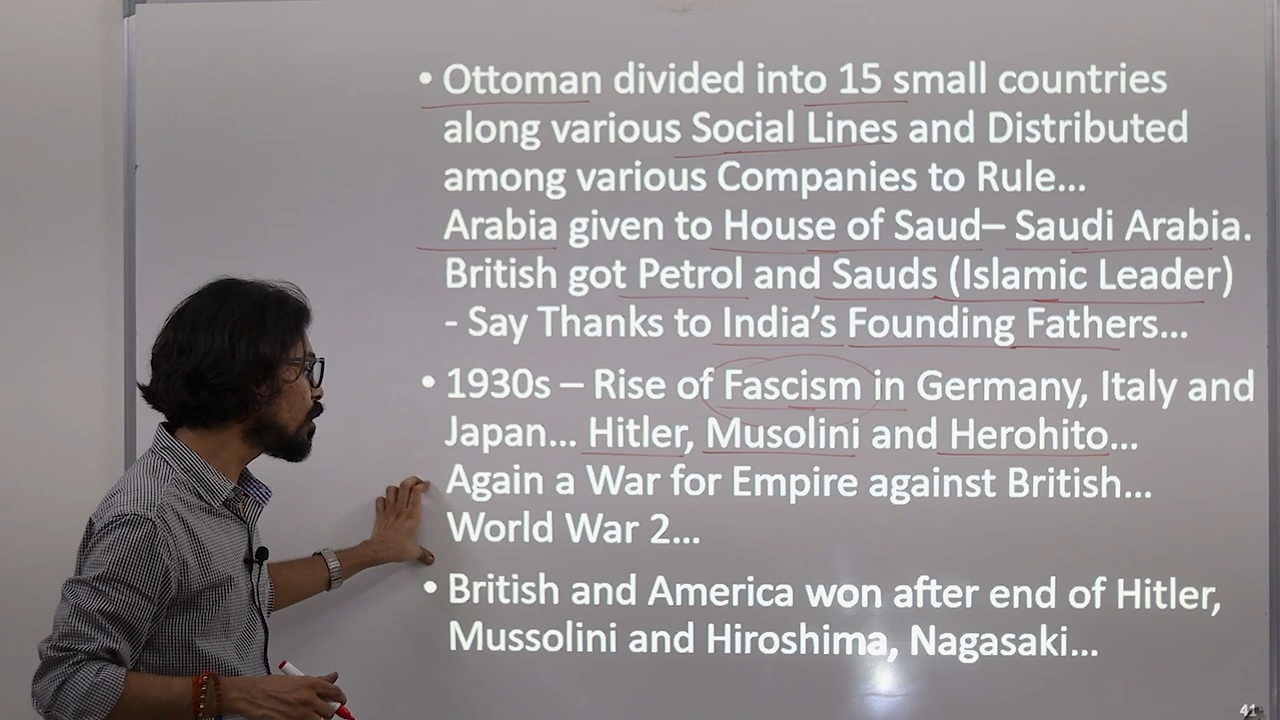 • Ottoman divided into 15 small countries
along various Social Lines and Distributed
among various Companies to Rule...
Arabia given to House of Saud– Saudi Arabia.
British got Petrol and Sauds (Islamic Leader)
- Say Thanks to India's Founding Fathers...
• 1930s – Rise of Fascism in Germany, Italy and
Japan... Hitler, Musolini and Herohito...
Again a War for Empire against British...
World War 2...
• British and America won after end of Hitler,
Mussolini and Hiroshima, Nagasaki...
41